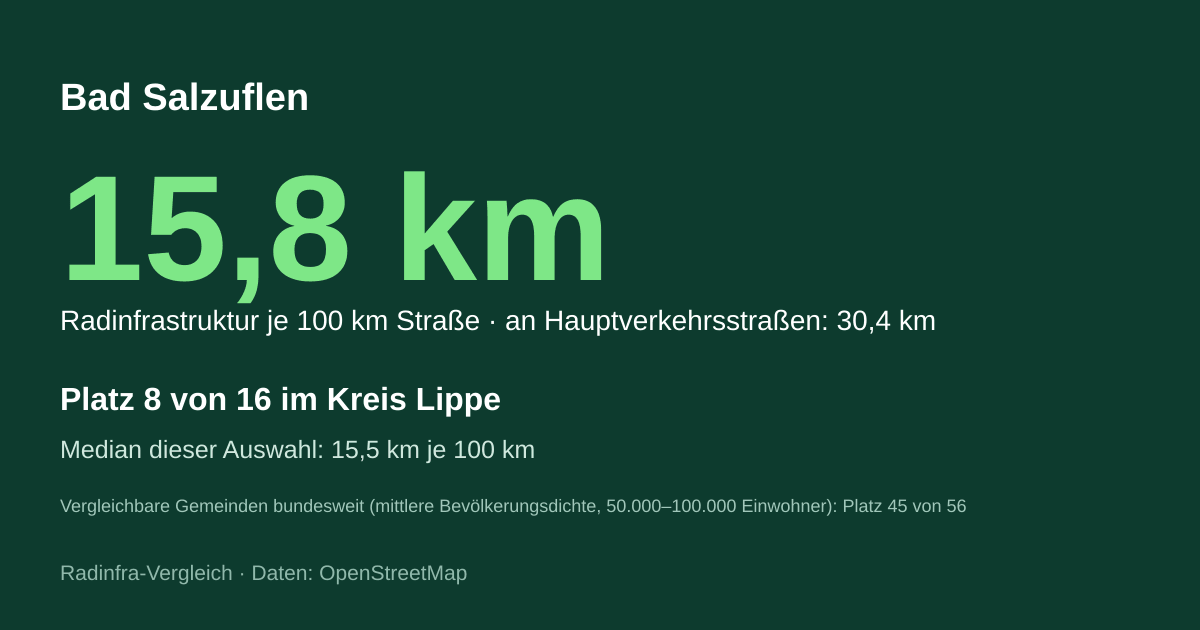 Bad Salzuflen
15,8 km
Radinfrastruktur je 100 km Straße · an Hauptverkehrsstraßen: 30,4 km
Platz 8 von 16 im Kreis Lippe
Median dieser Auswahl: 15,5 km je 100 km
Vergleichbare Gemeinden bundesweit (mittlere Bevölkerungsdichte, 50.000–100.000 Einwohner): Platz 45 von 56
Radinfra-Vergleich · Daten: OpenStreetMap